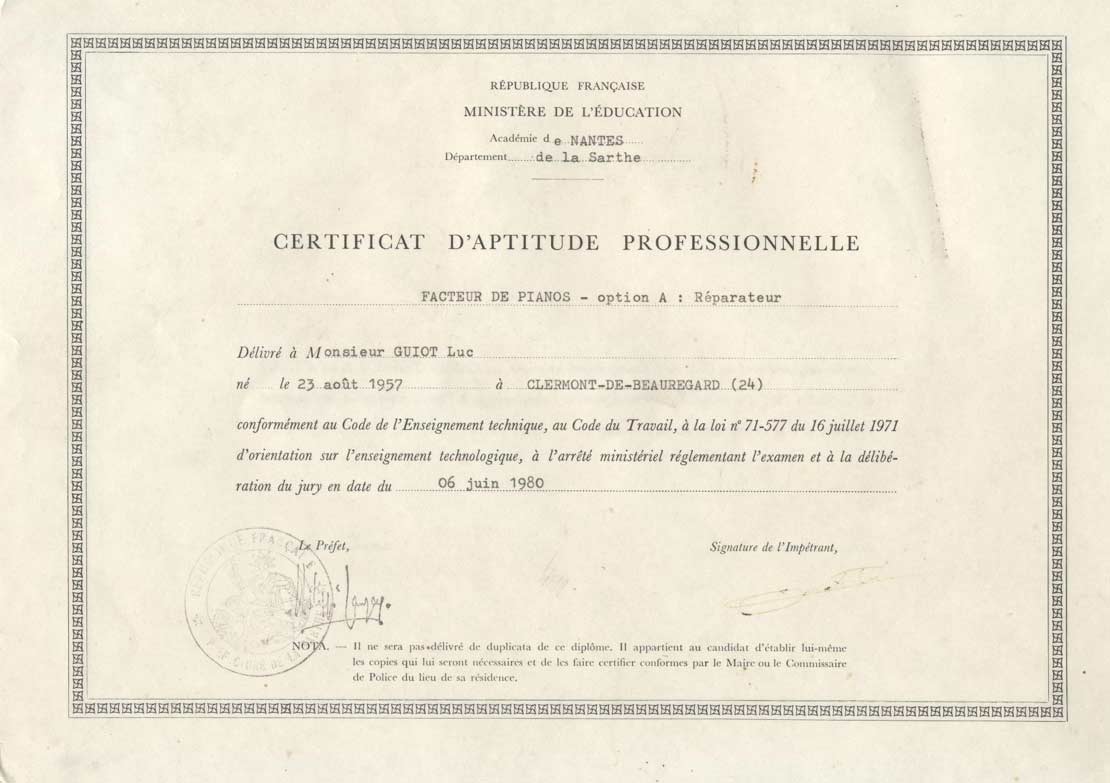 RÉPUBLIQUE FRANÇAISE
MINISTÈRE DE L'ÉDUCATION
Académie de NANTES
Département de la Sarthe
CERTIFICAT D'APTITUDE PROFESSIONNELLE
FACTEUR DE PIANOS - option A : Réparateur
Délivré à Monsieur GUIOT Luc
né le 23 août 1957 à CLERMONT-DE-BEAUREGARD (24)
conformément au Code de l'Enseignement technique, au Code du Travail, à la loi n° 71-577 du 16 juillet 1971
d'orientation sur l'enseignement technologique, à l'arrêté ministériel réglementant l'examen et à la délibé-
ration du jury en date du 06 juin 1980
Le Préfet,
Signature de l'Impétrant,
NOTA. — Il ne sera pas délivré de duplicata de ce diplôme. Il appartient au candidat d'établir lui-même
les copies qui lui seront nécessaires et de les faire certifier conformes par le Maire ou le Commissaire
de Police du lieu de sa résidence.